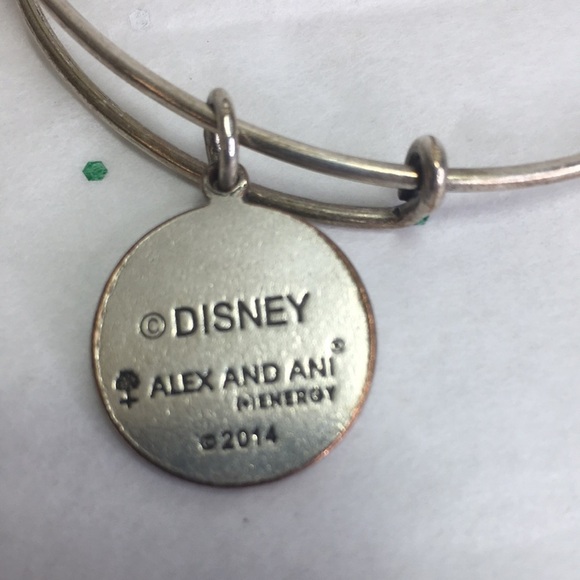 © DISNEY
ALEX AND ANI®
(+) ENERGY
© 2014